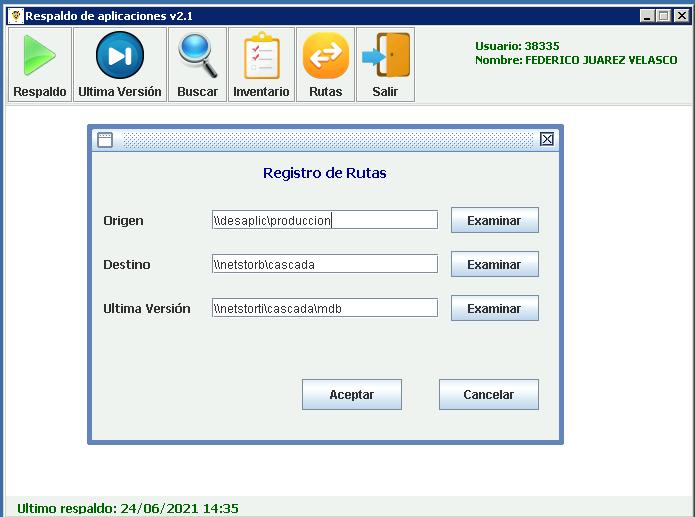 Respaldo de aplicaciones v2.1
Respaldo
Ultima Versión
Buscar
Inventario
Rutas
Salir
Usuario: 38335
Nombre: FEDERICO JUAREZ VELASCO
Registro de Rutas
Origen
\\desaplic\produccion
Examinar
Destino
\\netstorb\cascada
Examinar
Ultima Versión
\\netstorti\cascada\mdb
Examinar
Aceptar
Cancelar
Ultimo respaldo: 24/06/2021 14:35